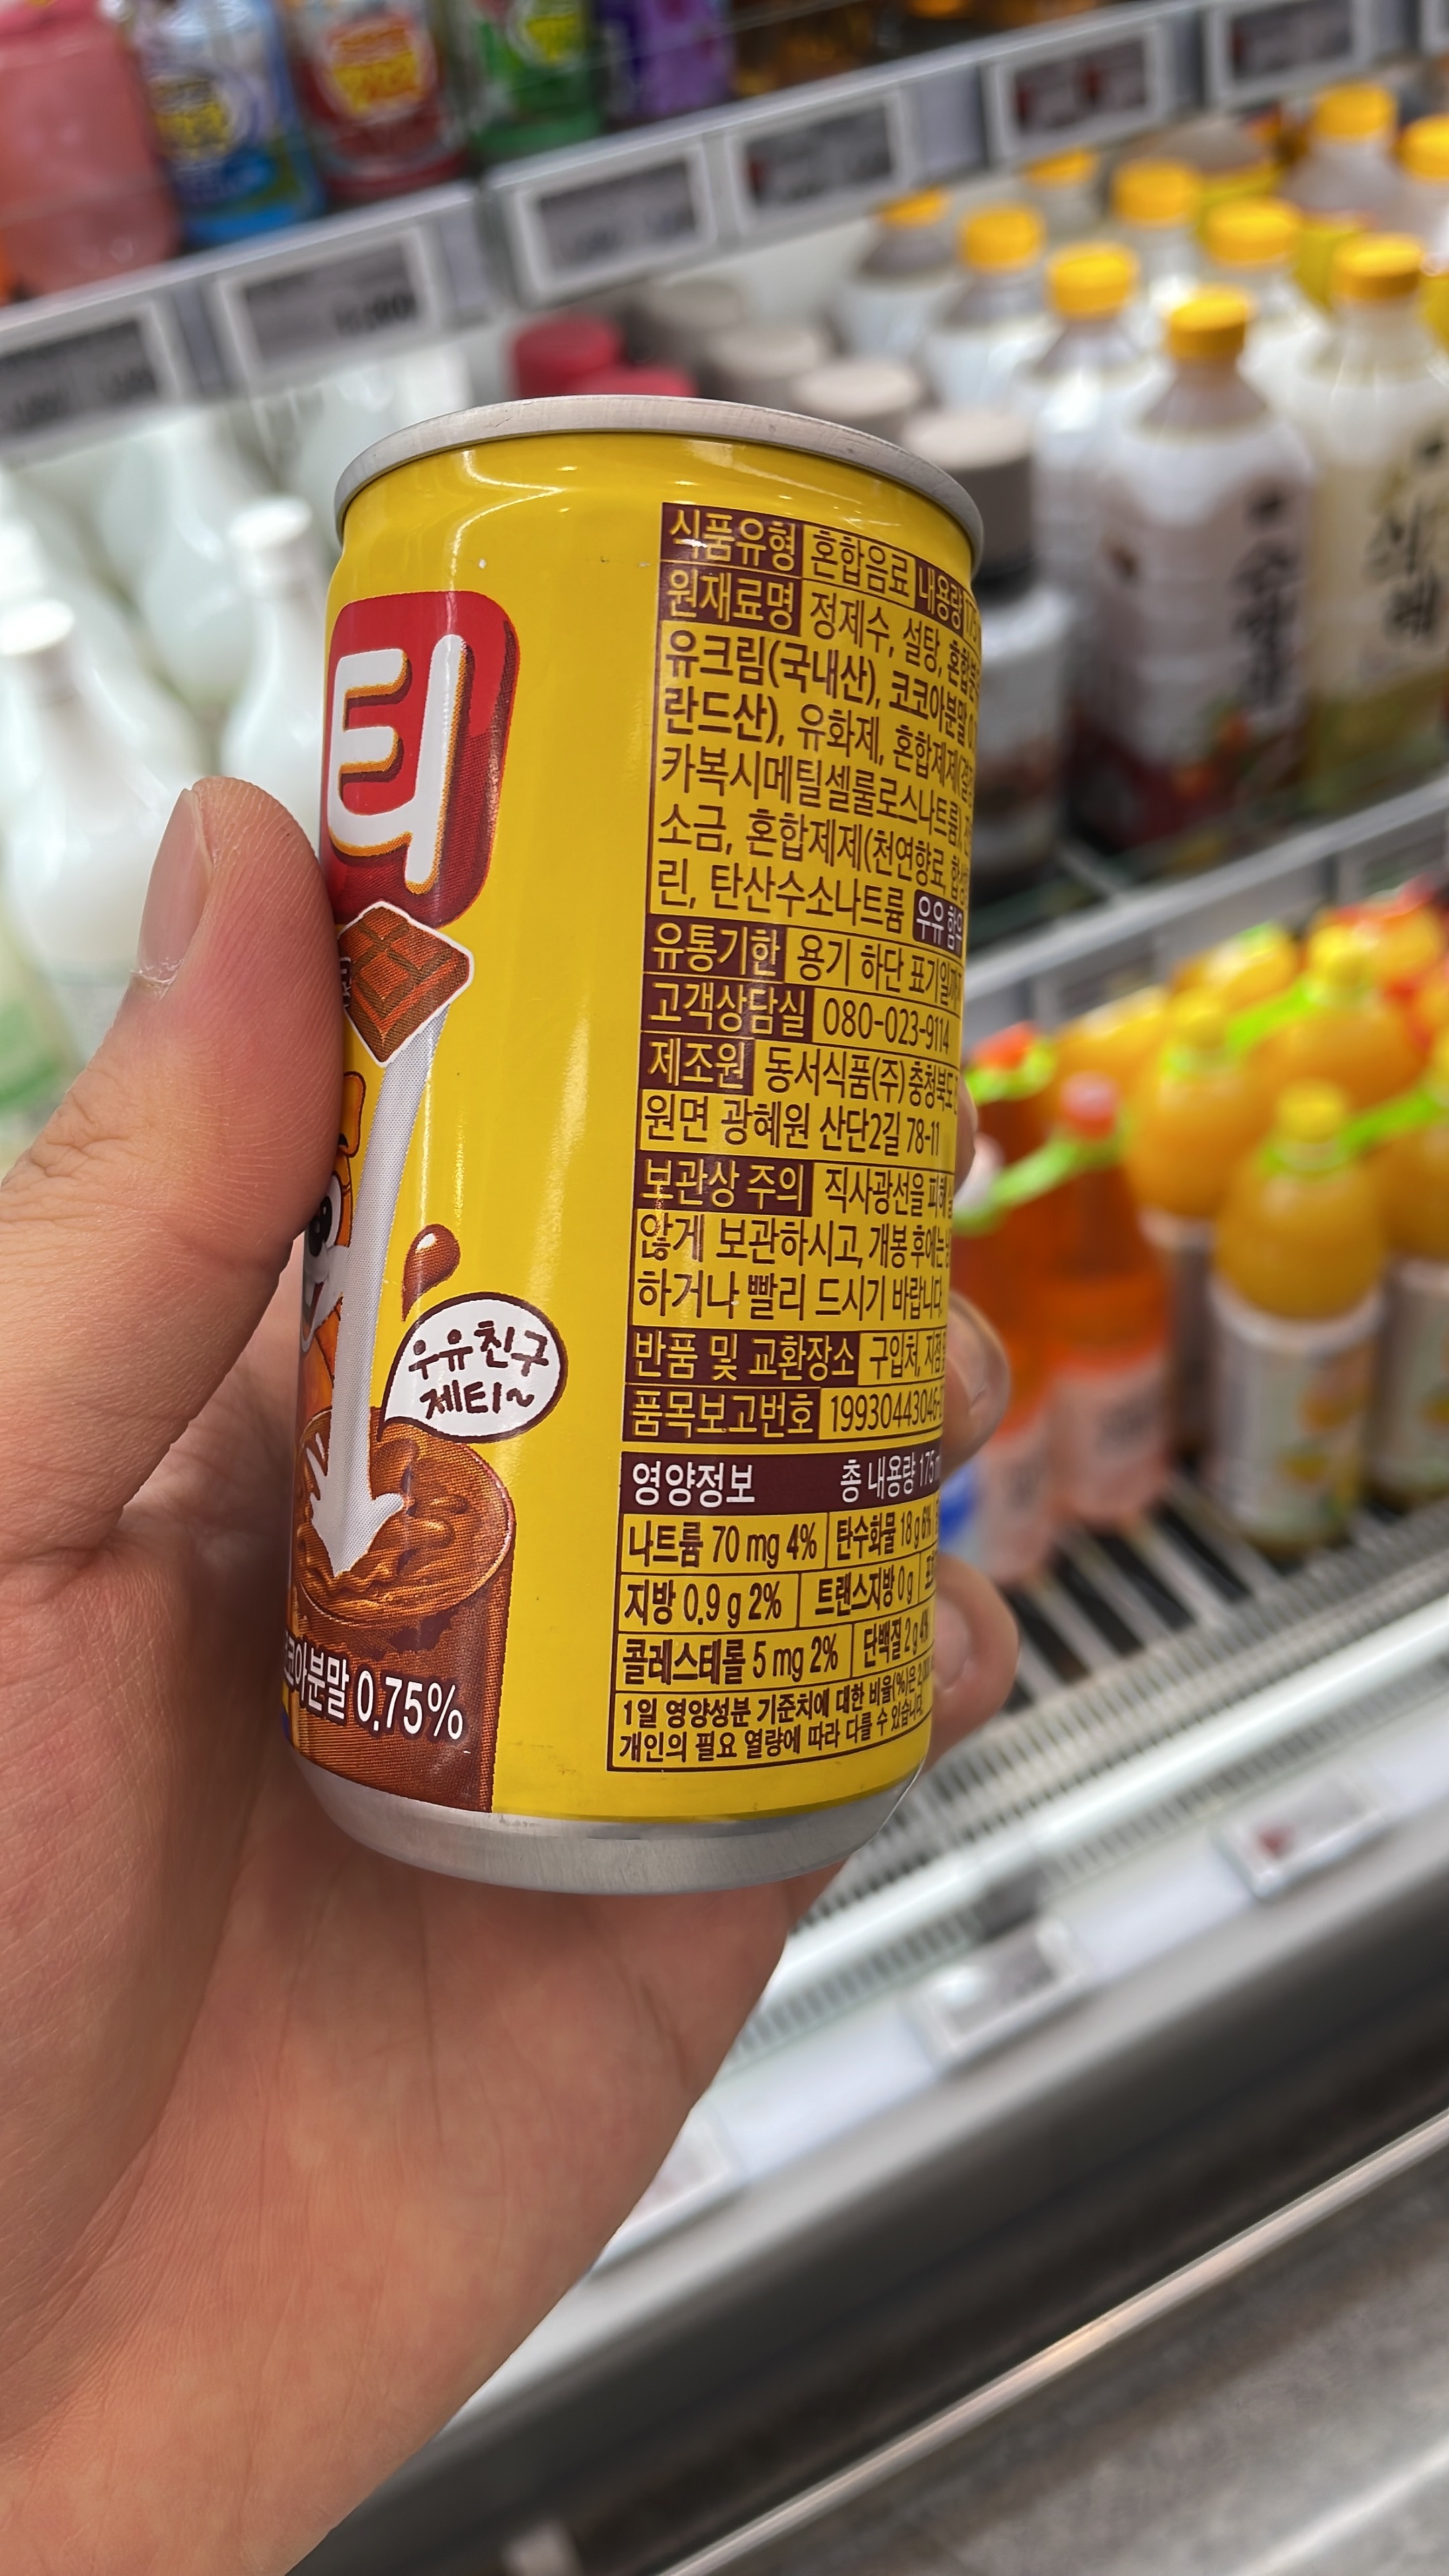 티
우유친구
제티~
코코아분말 0.75%
식품유형 혼합음료 내용량
원재료명 정제수, 설탕,
유크림(국내산), 코코아분말
란드산), 유화제, 혼합제제
카복시메틸셀룰로스나트륨),
소금, 혼합제제(천연향료,
린, 탄산수소나트륨 우유 함유
유통기한 용기 하단 표기일까지
고객상담실 080-023-9114
제조원 동서식품(주) 충청북도
원면 광혜원 산단2길 78-11
보관상 주의 직사광선을 피해
않게 보관하시고, 개봉 후에는
하거나 빨리 드시기 바랍니다.
반품 및 교환장소 구입처,
품목보고번호 19930443046
영양정보 총 내용량 175
나트륨 70 mg 4% 탄수화물 18 g 6%
지방 0.9 g 2% 트랜스지방 0 g
콜레스테롤 5 mg 2% 단백질 2 g 4%
1일 영양성분 기준치에 대한 비율(%)은
개인의 필요 열량에 따라 다를 수 있습니다.
식혜